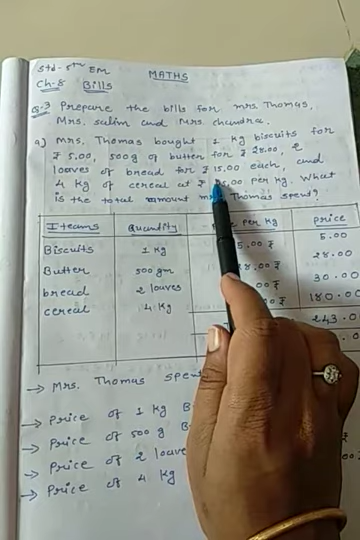 Std-5th EM
MATHS
Ch-8 Bills
Q-3 Prepare the bills for mrs. Thomas,
Mrs. salim and Mrs. chandra.
a) Mrs. Thomas bought 1 kg biscuits for
₹ 5.00, 500 g of butter for ₹ 28.00, 2
loaves of bread for ₹ 15.00 each, and
4 kg of cereal at ₹ .00 per kg. What
is the total amount mrs Thomas spent?
Iteams Quantity per Kg Price
Biscuits 1 kg 5.00 ₹ 5.00
Butter 500 gm 28.00
bread 2 loaves 00 ₹ 30.00
cereal 4 kg 180.00
243.00
→ Mrs. Thomas spen
→ Price of 1 kg B
→ Price of 500 g B
→ Price of 2 loave
→ Price of 4 kg